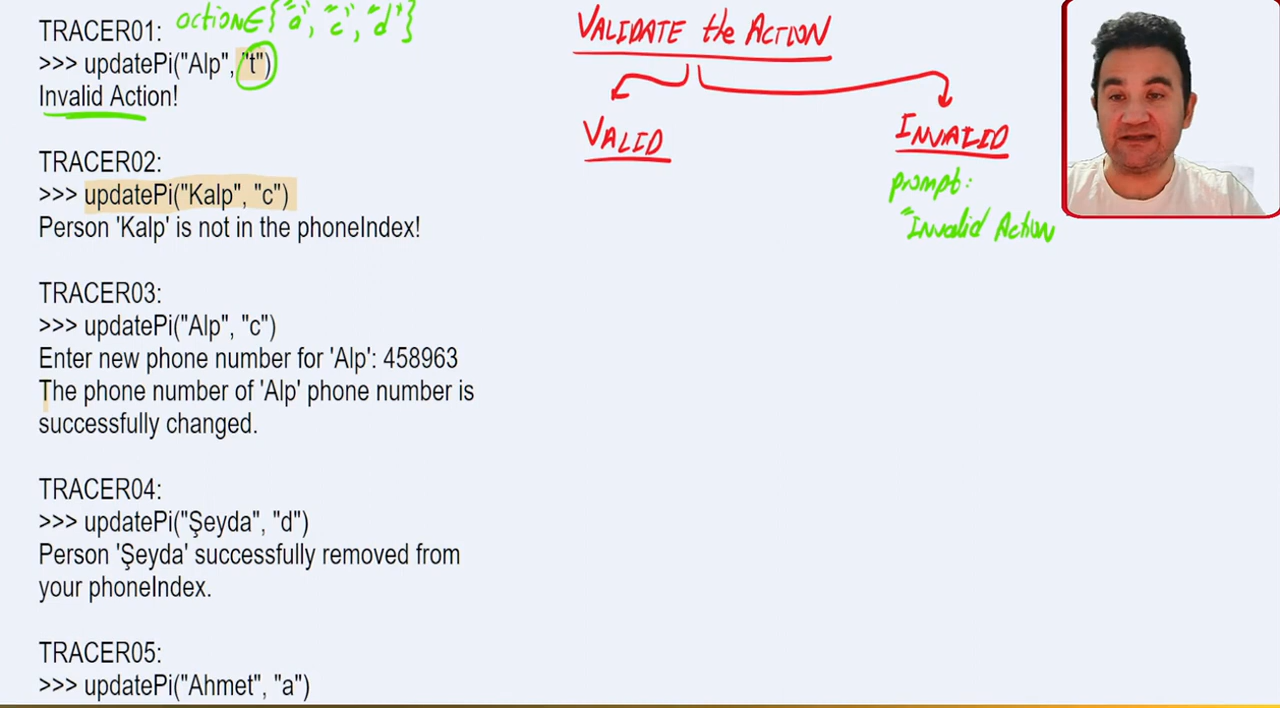 TRACER01:
action∈{"a", "c", "d"}
>>> updatePi("Alp", "t")
Invalid Action!
TRACER02:
>>> updatePi("Kalp", "c")
Person 'Kalp' is not in the phoneIndex!
TRACER03:
>>> updatePi("Alp", "c")
Enter new phone number for 'Alp': 458963
The phone number of 'Alp' phone number is
successfully changed.
TRACER04:
>>> updatePi("Şeyda", "d")
Person 'Şeyda' successfully removed from
your phoneIndex.
TRACER05:
>>> updatePi("Ahmet", "a")
VALIDATE the ACTION
VALID
INVALID
prompt:
"Invalid Action